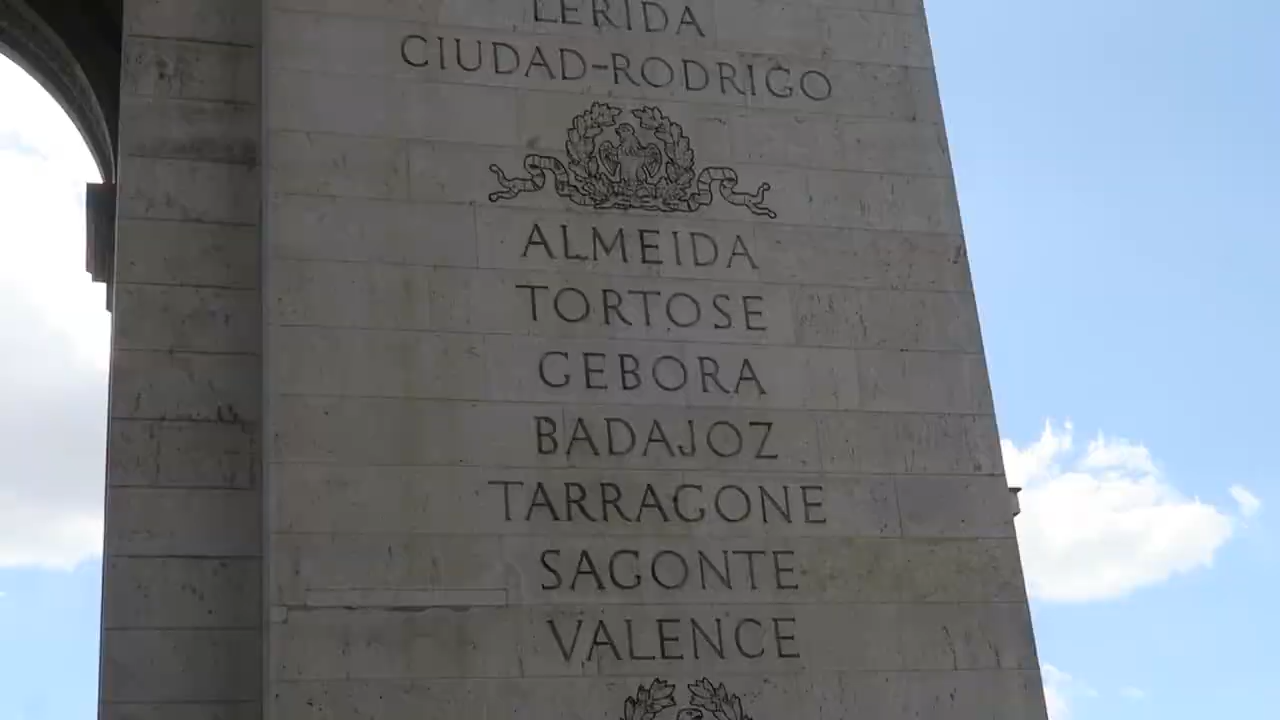 LERIDA
CIUDAD-RODRIGO
ALMEIDA
TORTOSE
GEBORA
BADAJOZ
TARRAGONE
SAGONTE
VALENCE